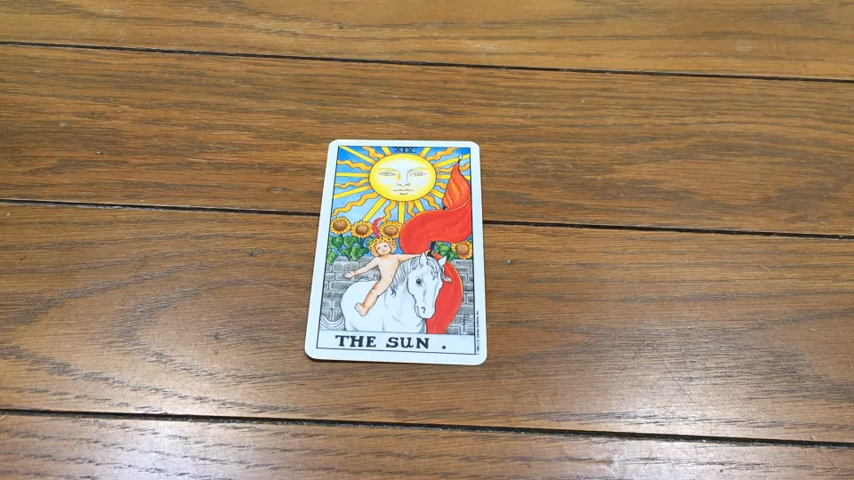 XIX
THE SUN .